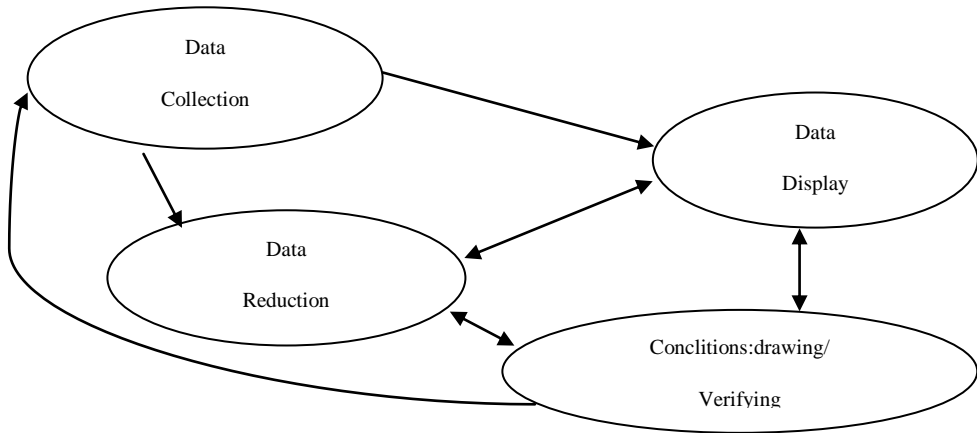 Data
Collection
Data
Display
Data
Reduction
Conclitions:drawing/
Verifying